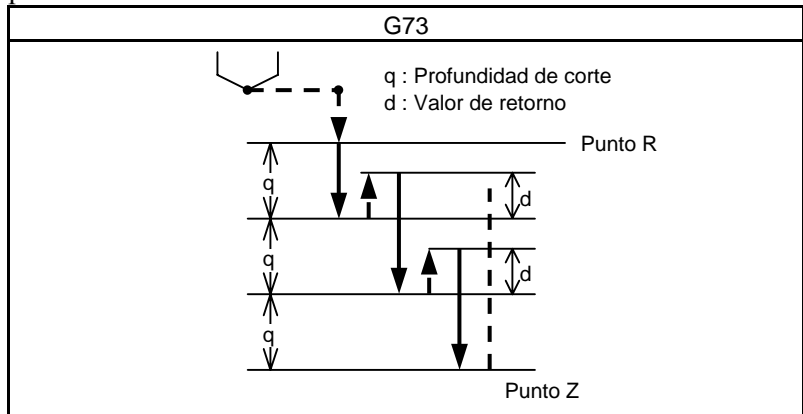 G73
q : Profundidad de corte
d : Valor de retorno
Punto R
q
d
q
d
q
Punto Z